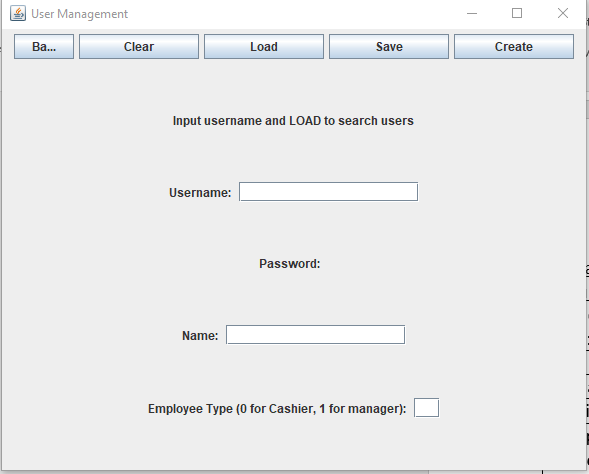 User Management
Ba... Clear Load Save Create
Input username and LOAD to search users
Username:
Password:
Name:
Employee Type (0 for Cashier, 1 for manager):